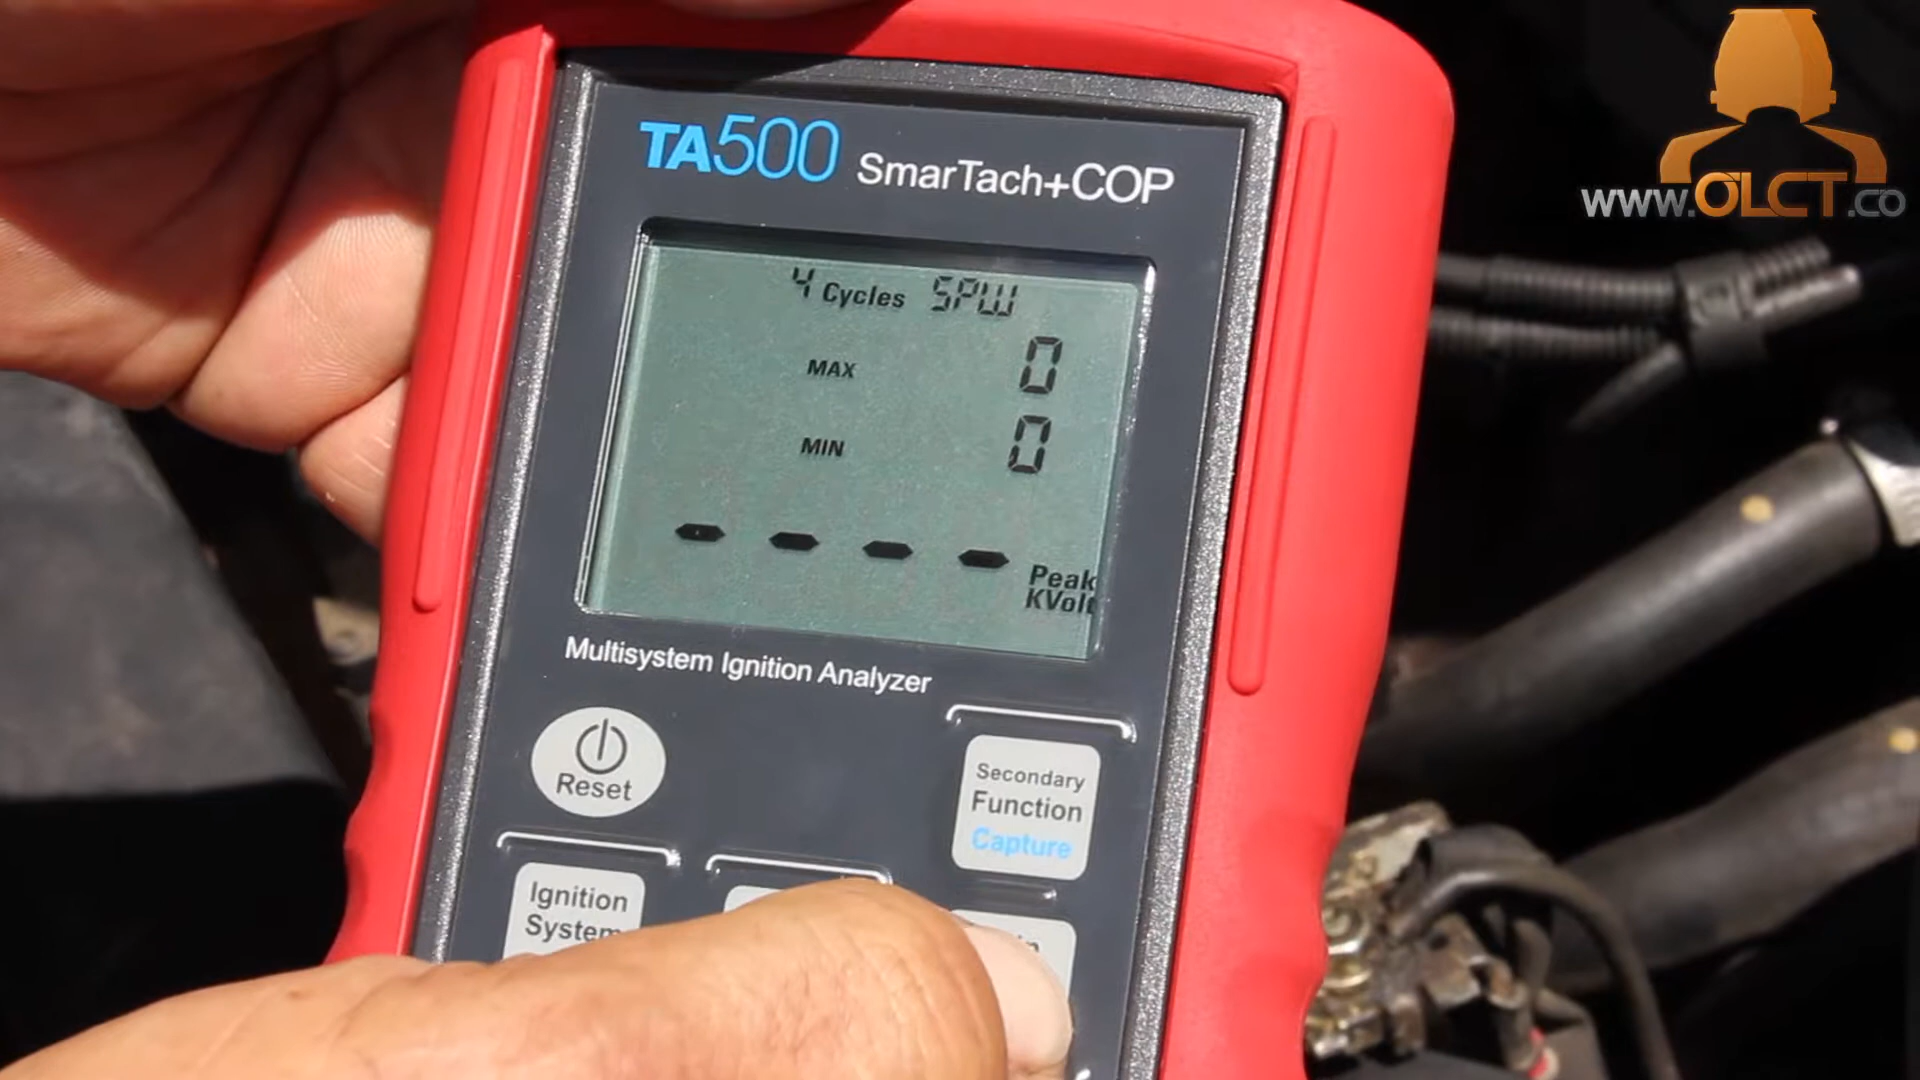 www.OLCT.co
TA500 SmarTach+COP
4 Cycles SPW
MAX 0
MIN 0
- - - -
Peak
KVolt
Multisystem Ignition Analyzer
Reset
Secondary
Function
Capture
Ignition
System